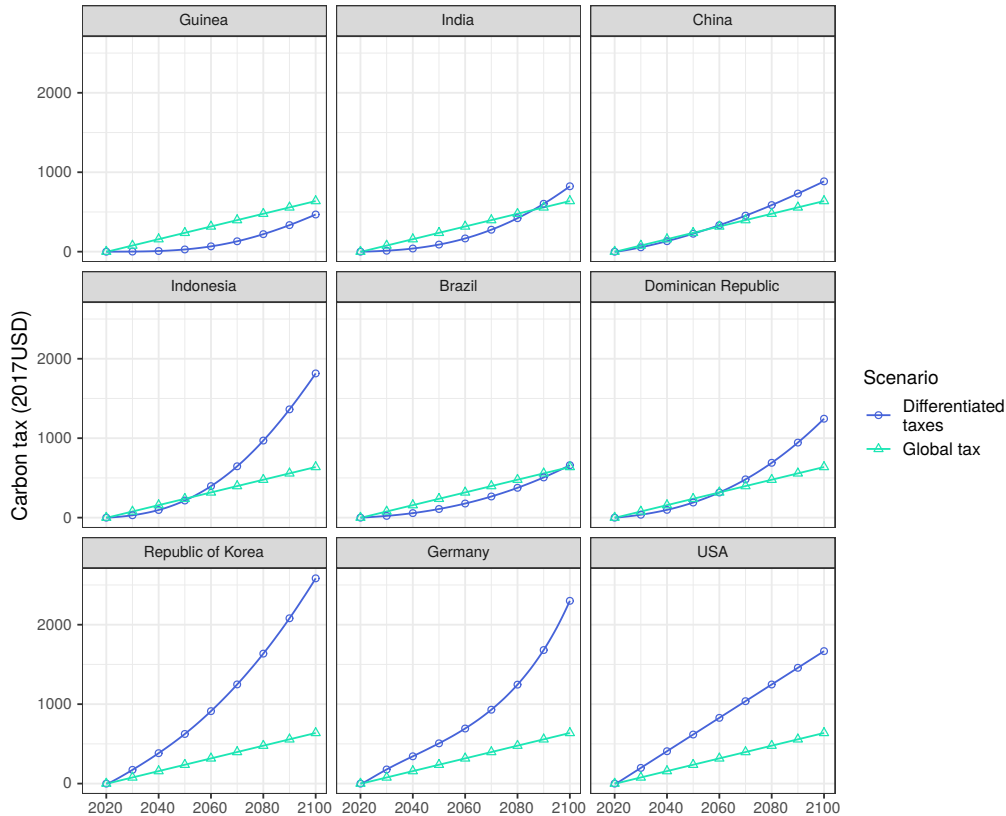 Guinea
India
China
2000
1000
0
Indonesia
Brazil
Dominican Republic
2000
1000
0
Carbon tax (2017USD)
Scenario
Differentiated
taxes
Global tax
Republic of Korea
Germany
USA
2000
1000
0
2020 2040 2060 2080 2100
2020 2040 2060 2080 2100
2020 2040 2060 2080 2100